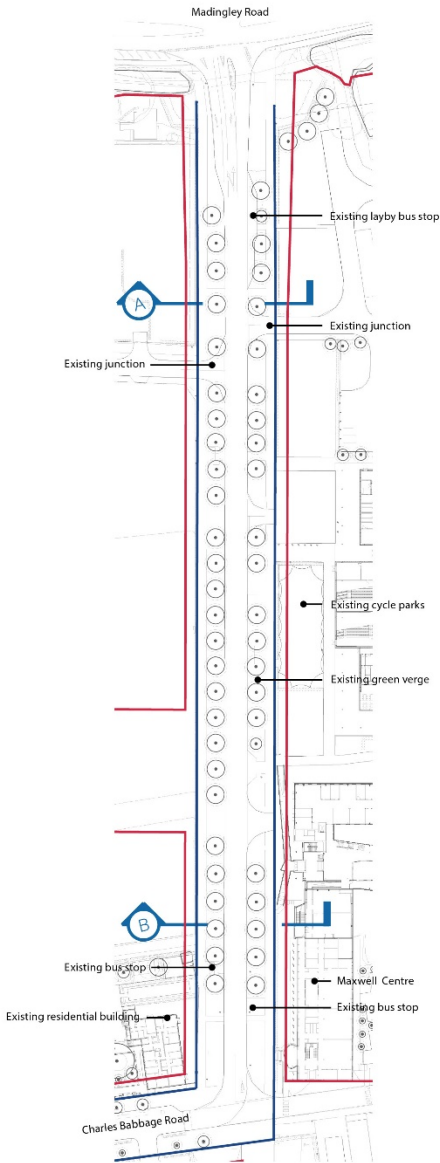 Madingley Road
Existing layby bus stop
A
Existing junction
Existing junction
Existing cycle parks
Existing green verge
B
Existing bus stop
Maxwell Centre
Existing bus stop
Existing residential building
Charles Babbage Road